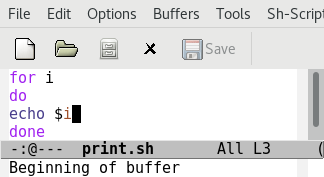 File Edit Options Buffers Tools Sh-Script
Save
for i
do
echo $i
done
-:@--- print.sh All L3 (
Beginning of buffer